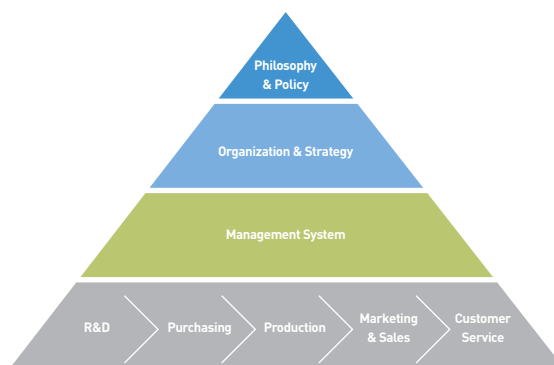 Philosophy
& Policy
Organization & Strategy
Management System
R&D
Purchasing
Production
Marketing
& Sales
Customer
Service